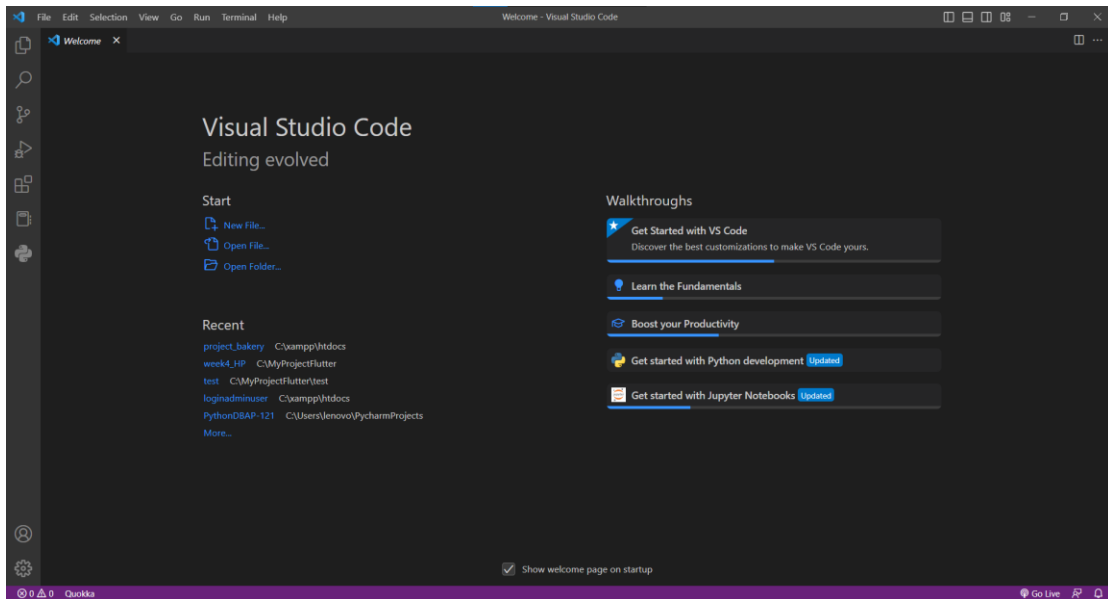 File Edit Selection View Go Run Terminal Help
Welcome - Visual Studio Code
Welcome
Visual Studio Code
Editing evolved
Start
New File...
Open File...
Open Folder...
Recent
project_bakery C:\xampp\htdocs
week4_HP C:\MyProjectFlutter
test C:\MyProjectFlutter\test
loginadminuser C:\xampp\htdocs
PythonDBAP-121 C:\Users\lenovo\PycharmProjects
More...
Walkthroughs
Get Started with VS Code
Discover the best customizations to make VS Code yours.
Learn the Fundamentals
Boost your Productivity
Get started with Python development Updated
Get started with Jupyter Notebooks Updated
Show welcome page on startup
0 0 Quokka
Go Live